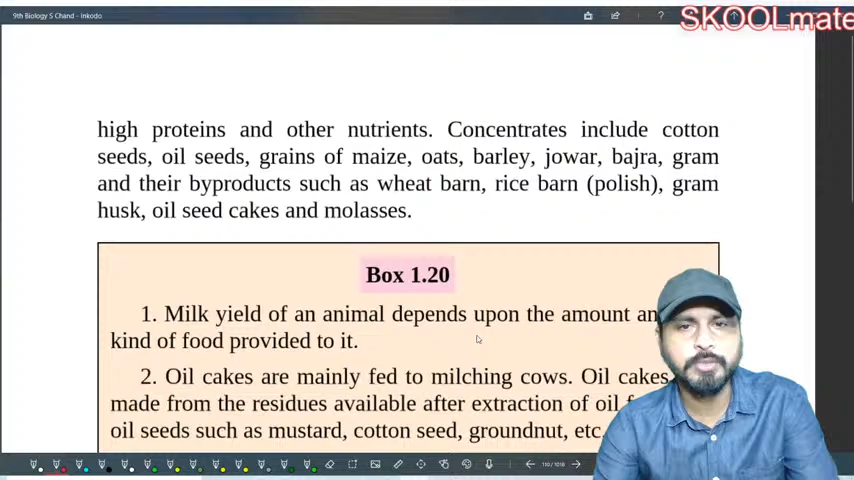 9th Biology S Chand - Inkodo
SKOOLmate
high proteins and other nutrients. Concentrates include cotton
seeds, oil seeds, grains of maize, oats, barley, jowar, bajra, gram
and their byproducts such as wheat barn, rice barn (polish), gram
husk, oil seed cakes and molasses.
Box 1.20
1. Milk yield of an animal depends upon the amount
kind of food provided to it.
2. Oil cakes are mainly fed to milching cows. Oil cakes
made from the residues available after extraction of oil
oil seeds such as mustard, cotton seed, groundnut, etc
110 / 1018